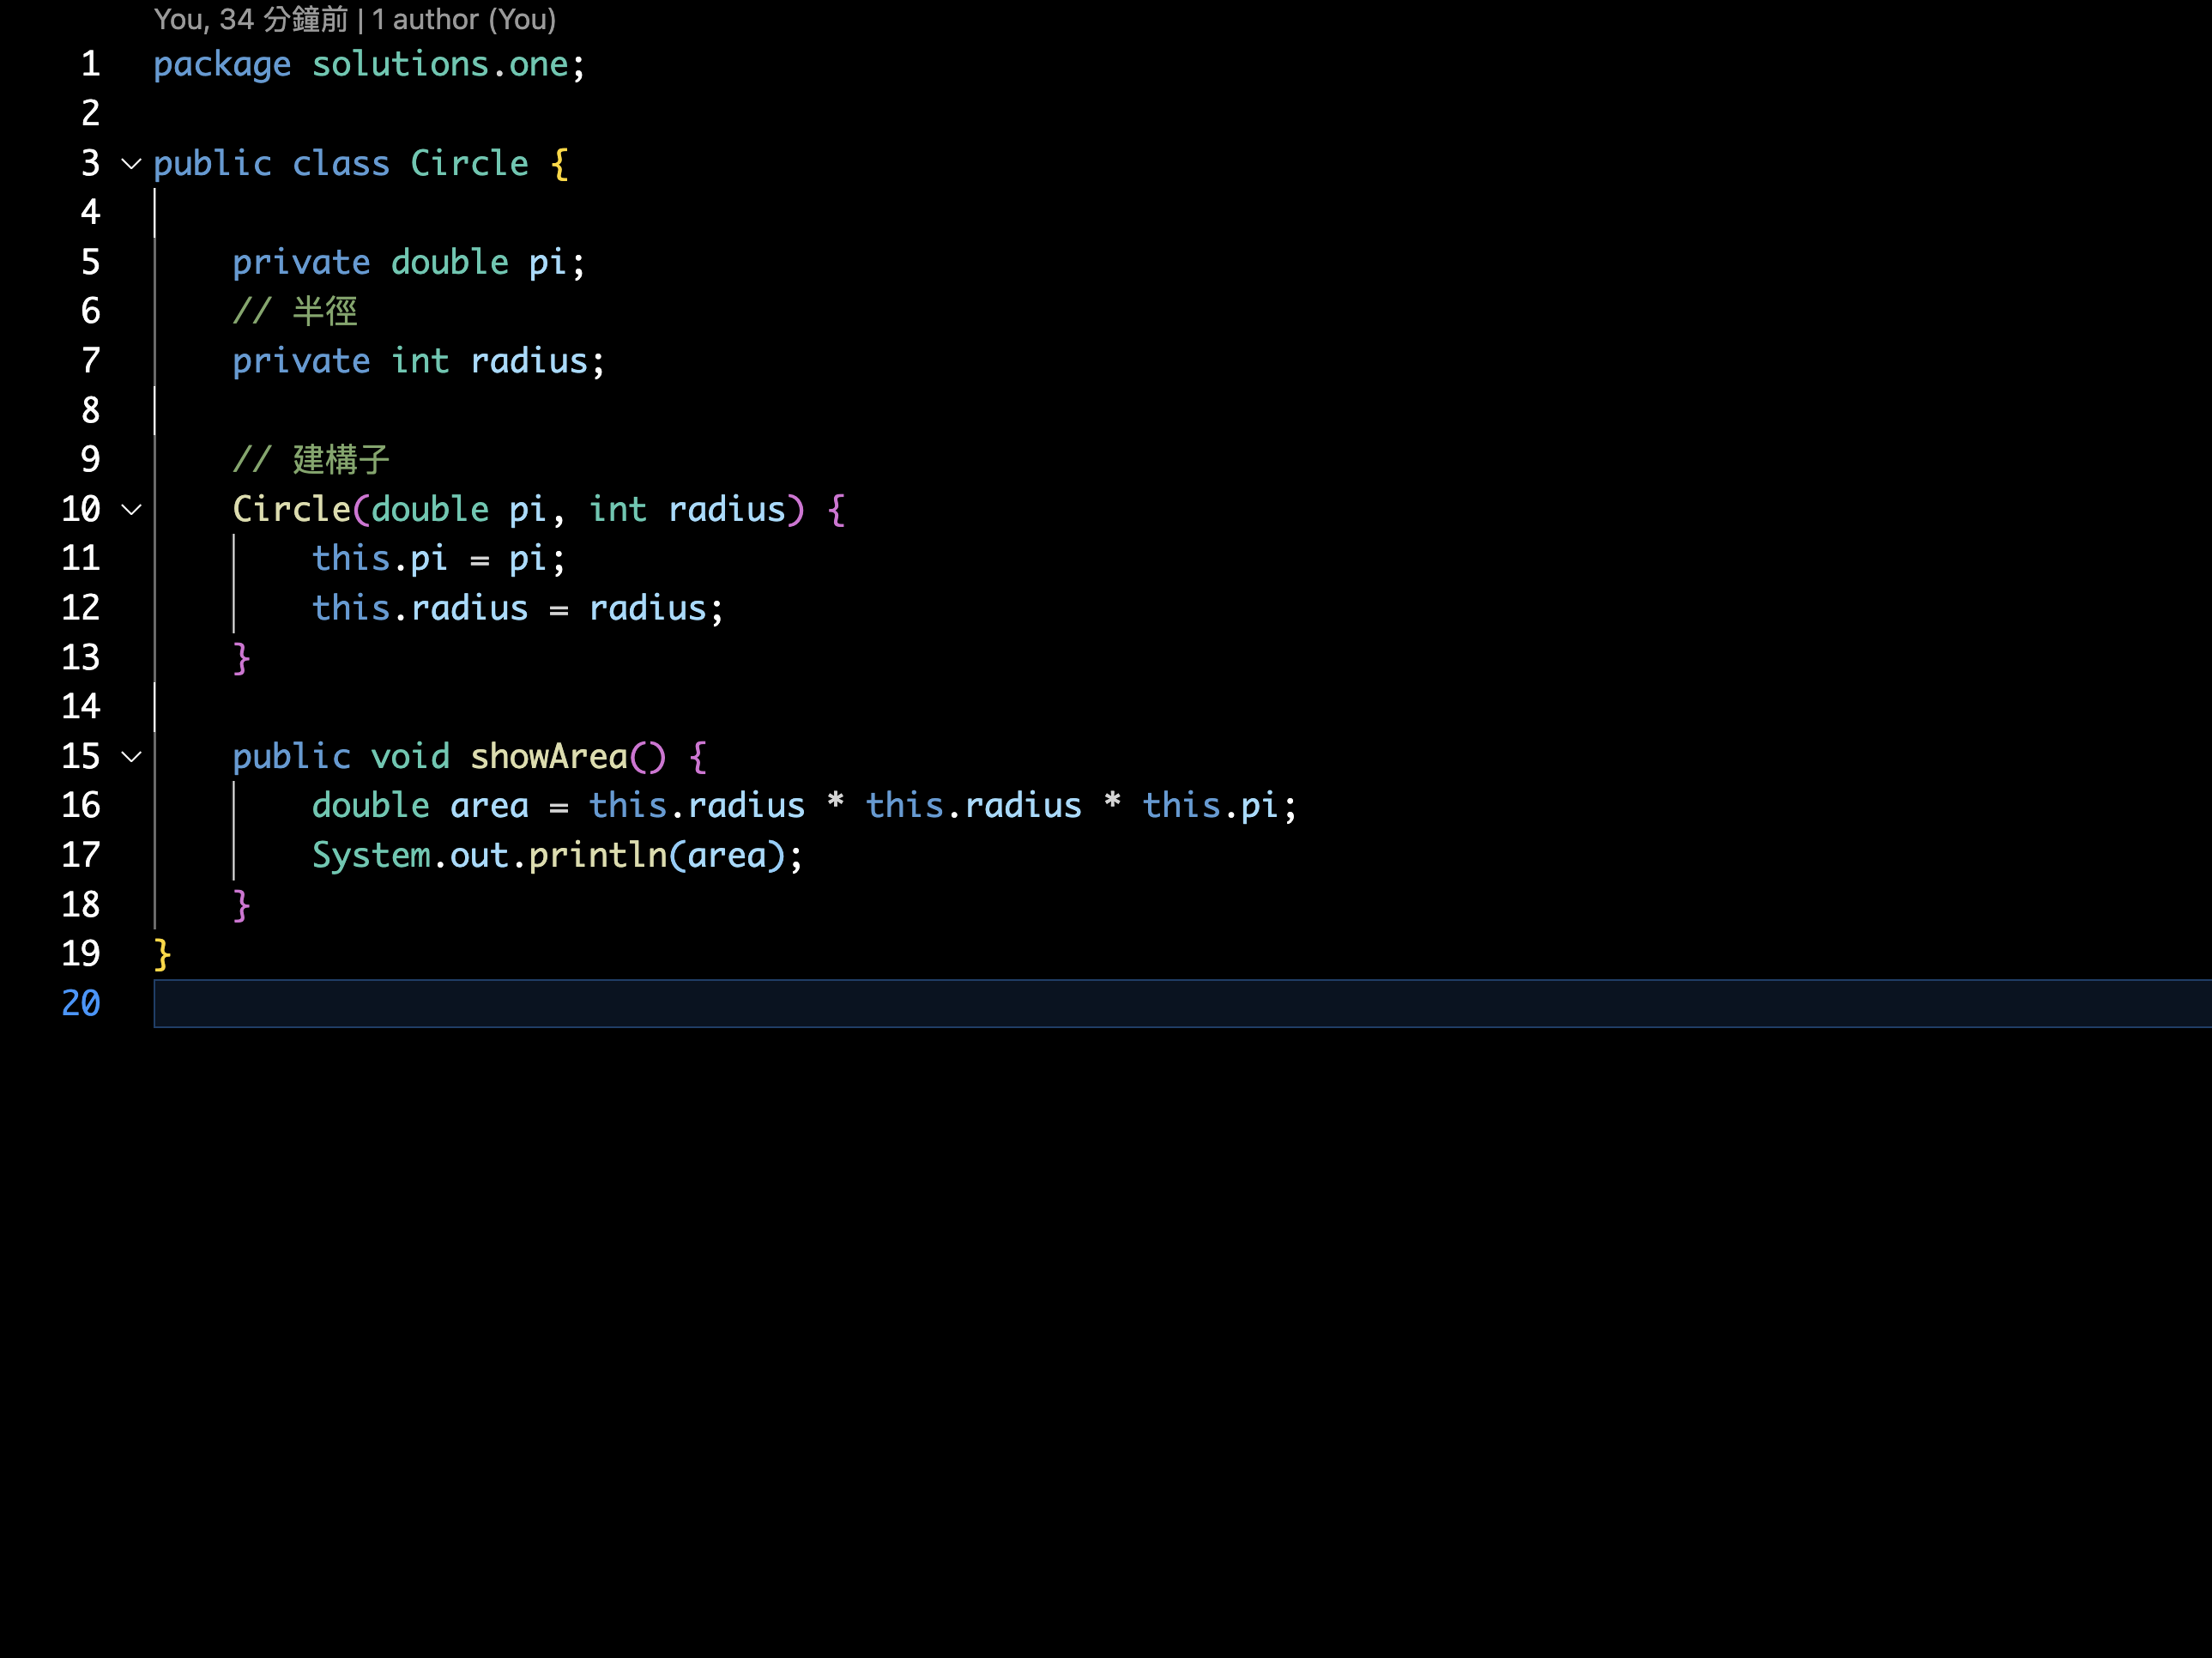 You, 34 分鐘前 | 1 author (You)
1 package solutions.one;
2
3 public class Circle {
4
5     private double pi;
6     // 半徑
7     private int radius;
8
9     // 建構子
10     Circle(double pi, int radius) {
11         this.pi = pi;
12         this.radius = radius;
13     }
14
15     public void showArea() {
16         double area = this.radius * this.radius * this.pi;
17         System.out.println(area);
18     }
19 }
20